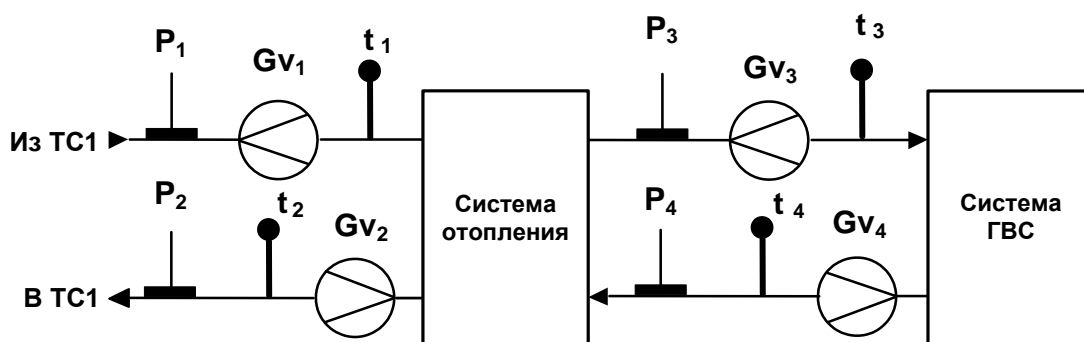 P1 Gv1 t1 P3 Gv3 t3
Из ТС1
P2 t2 Gv2 Система отопления P4 t4 Gv4 Система ГВС
В ТС1